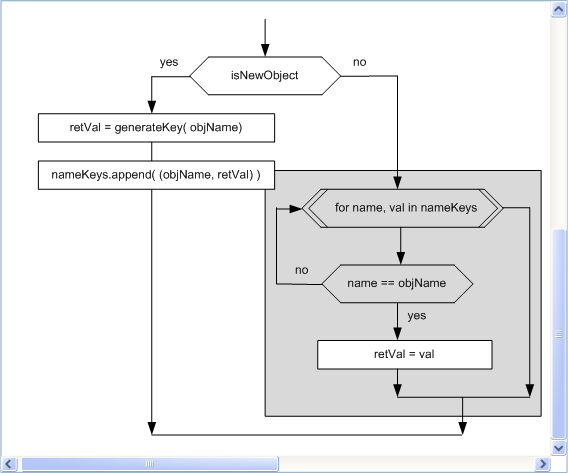 yes
no
isNewObject
retVal = generateKey( objName)
nameKeys.append( (objName, retVal) )
for name, val in nameKeys
no
name == objName
yes
retVal = val